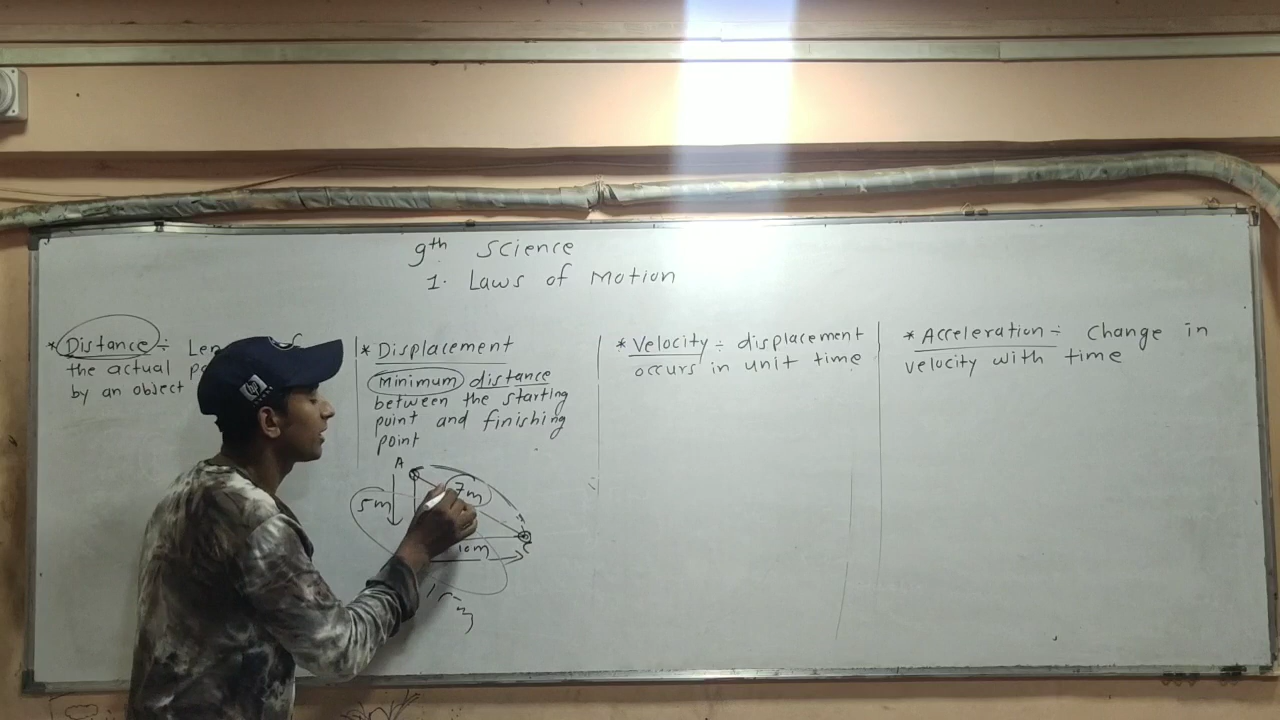 9th Science
1. Laws of Motion
* Distance ÷
the actual
by an object
* Displacement
Minimum distance
between the starting
point and finishing
point
A
5m
7m
10m
C
* Velocity ÷ displacement
occurs in unit time
* Acceleration ÷ change in
velocity with time
hp